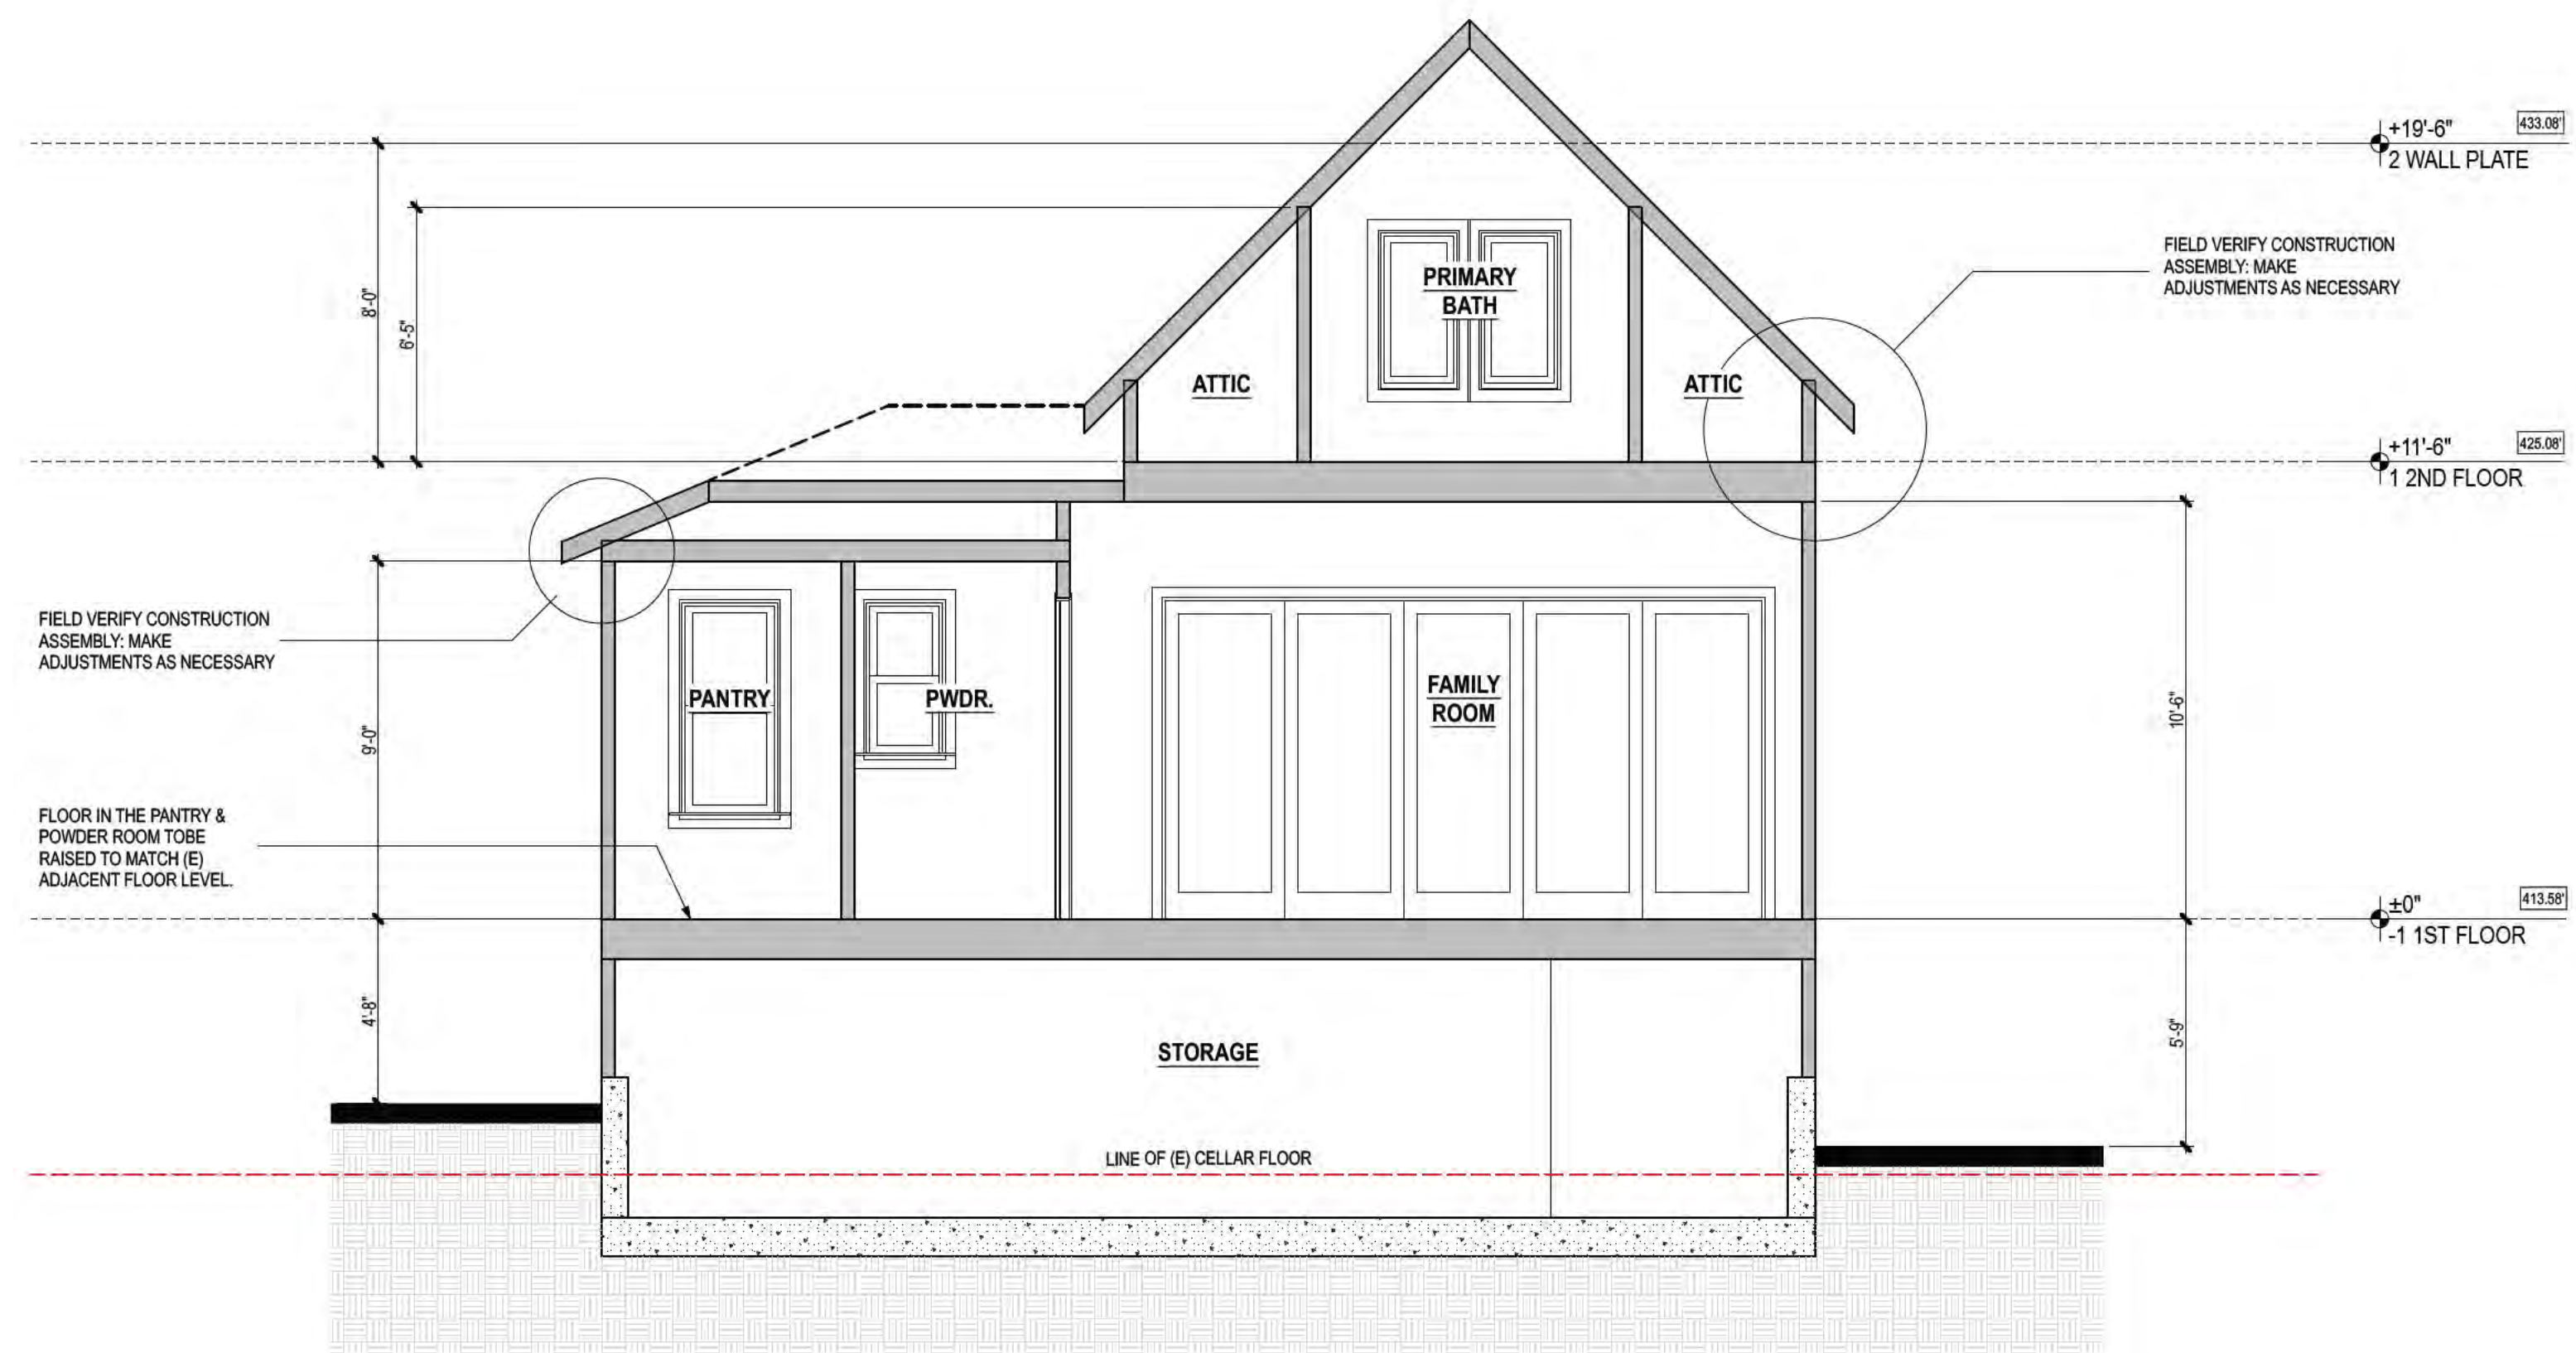 +19'-6"
433.08'
2 WALL PLATE
FIELD VERIFY CONSTRUCTION
ASSEMBLY: MAKE
ADJUSTMENTS AS NECESSARY
8'-0"
6'-5"
PRIMARY
BATH
ATTIC
ATTIC
+11'-6"
425.08'
1 2ND FLOOR
FIELD VERIFY CONSTRUCTION
ASSEMBLY: MAKE
ADJUSTMENTS AS NECESSARY
9'-0"
PANTRY
PWDR.
FAMILY
ROOM
10'-6"
FLOOR IN THE PANTRY &
POWDER ROOM TOBE
RAISED TO MATCH (E)
ADJACENT FLOOR LEVEL.
±0"
413.58'
-1 1ST FLOOR
4'-8"
STORAGE
5'-9"
LINE OF (E) CELLAR FLOOR